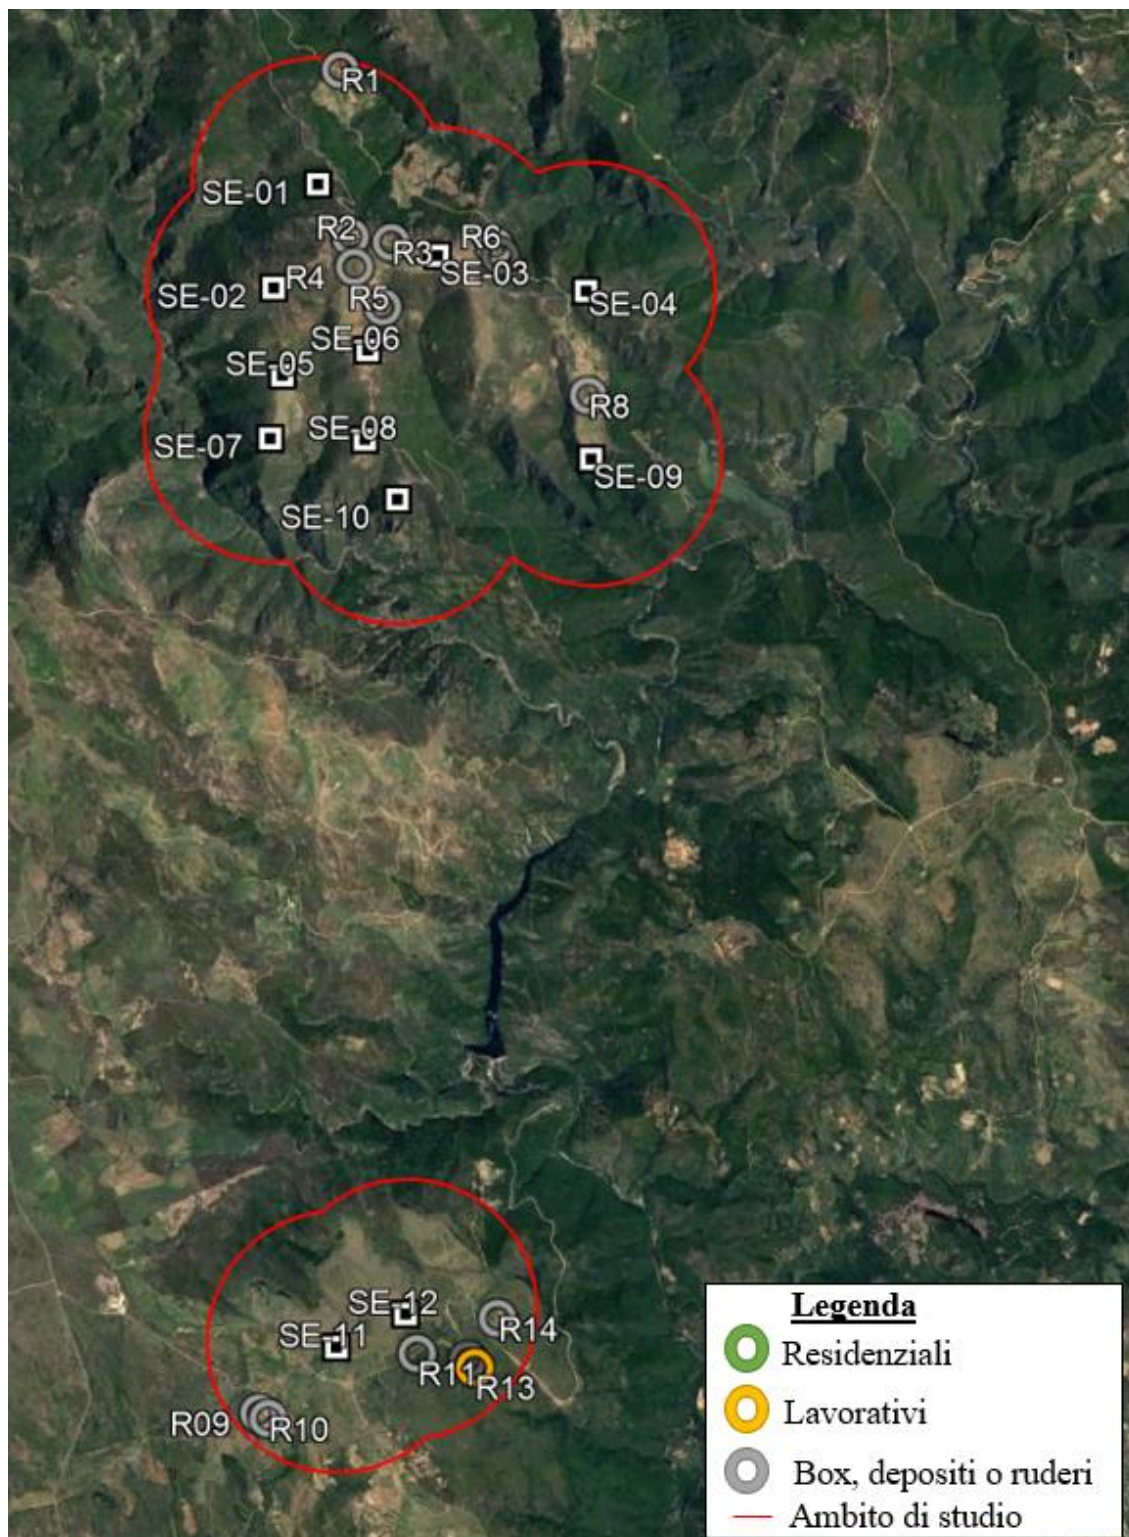 R1
SE-01
R2
R3
R6
SE-03
SE-02
R4
R5
SE-04
SE-06
SE-05
R8
SE-07
SE-08
SE-09
SE-10
SE-12
SE-11
R14
R11
R13
R09
R10
Legenda
Residenziali
Lavorativi
Box, depositi o ruderi
Ambito di studio